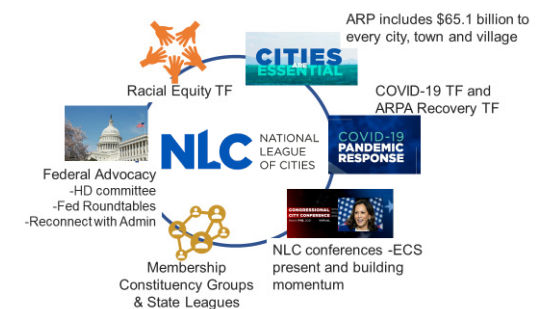 ARP includes $65.1 billion to
every city, town and village
CITIES
ARE
ESSENTIAL
Racial Equity TF
COVID-19 TF and
ARPA Recovery TF
COVID-19
PANDEMIC
RESPONSE
NLC
NATIONAL
LEAGUE
OF CITIES
Federal Advocacy
-HD committee
-Fed Roundtables
-Reconnect with Admin
CONGRESSIONAL
CITY CONFERENCE
NLC conferences -ECS
present and building
momentum
Membership
Constituency Groups
& State Leagues